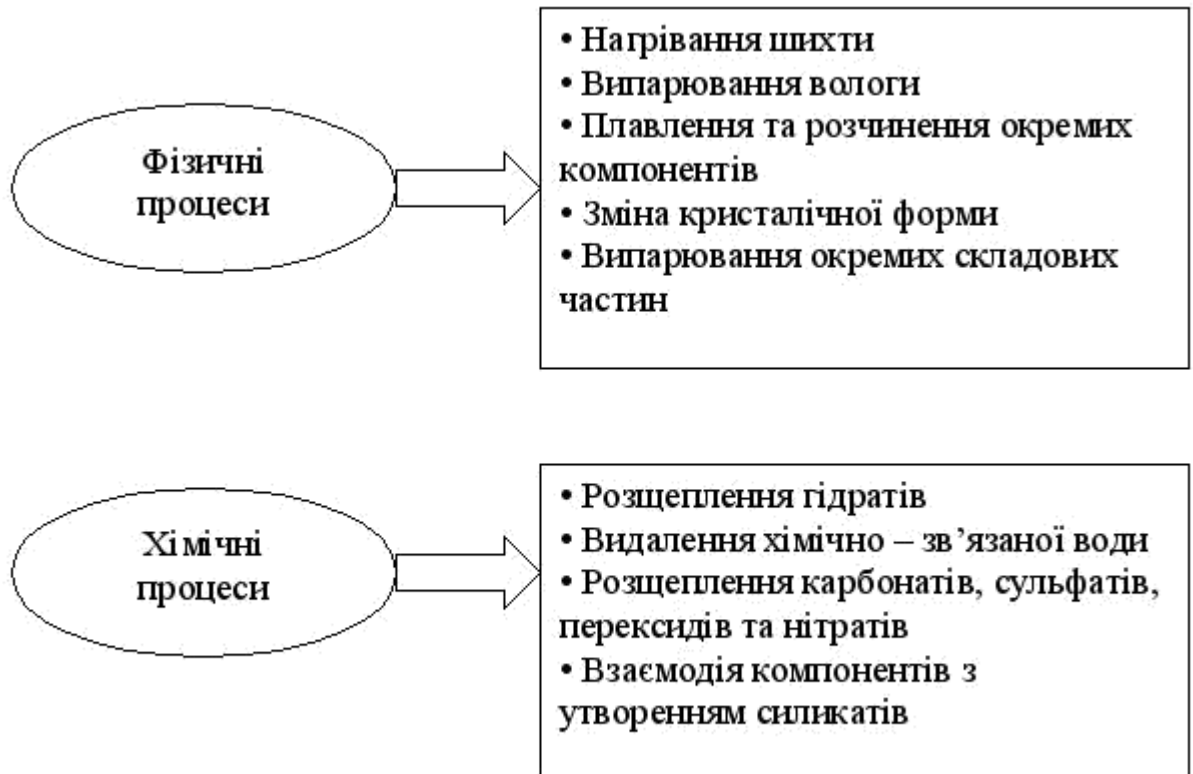 Фізичні
процеси
• Нагрівання шихти
• Випарювання вологи
• Плавлення та розчинення окремих
компонентів
• Зміна кристалічної форми
• Випарювання окремих складових
частин
Хімічні
процеси
• Розщеплення гідратів
• Видалення хімічно – зв’язаної води
• Розщеплення карбонатів, сульфатів,
перексидів та нітратів
• Взаємодія компонентів з
утворенням силикатів